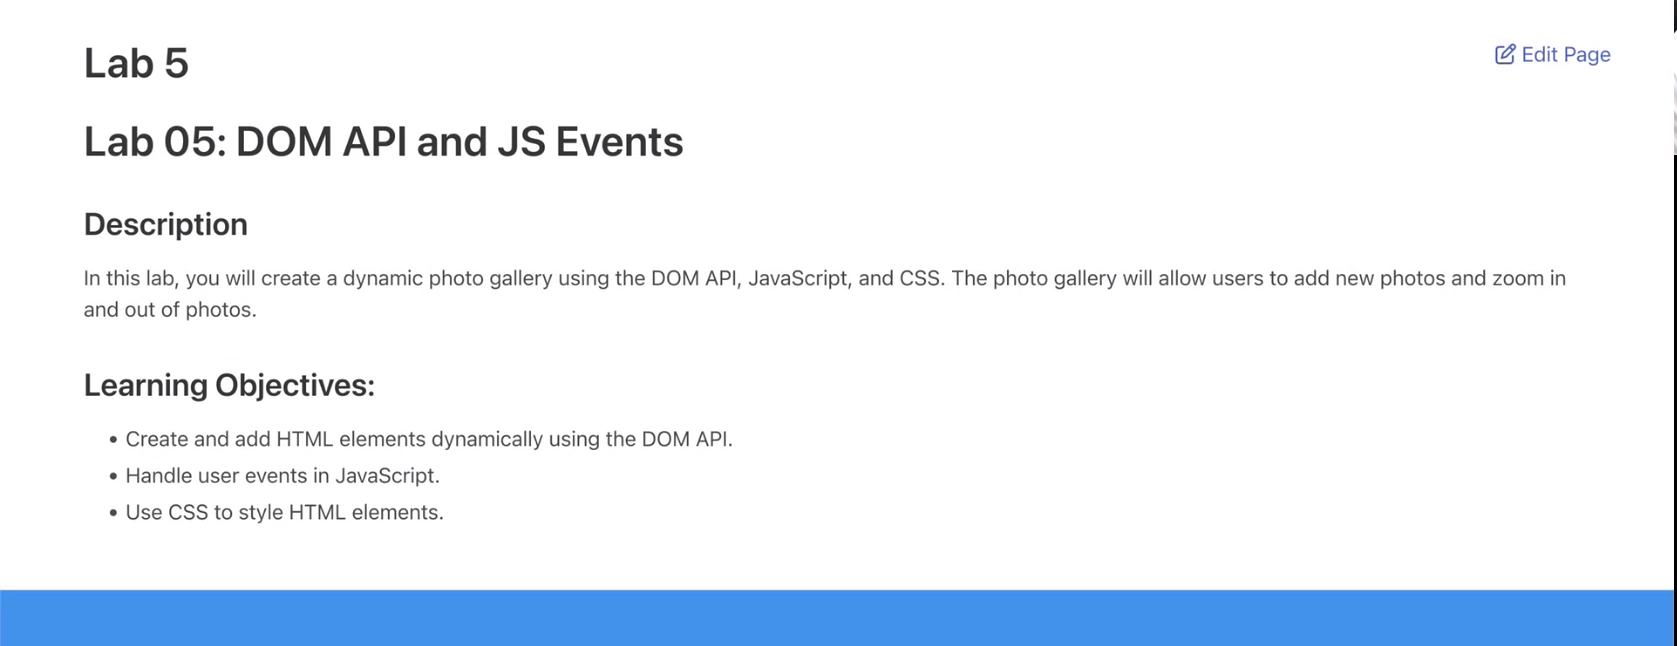 Lab 5
Edit Page
Lab 05: DOM API and JS Events
Description
In this lab, you will create a dynamic photo gallery using the DOM API, JavaScript, and CSS. The photo gallery will allow users to add new photos and zoom in
and out of photos.
Learning Objectives:
• Create and add HTML elements dynamically using the DOM API.
• Handle user events in JavaScript.
• Use CSS to style HTML elements.